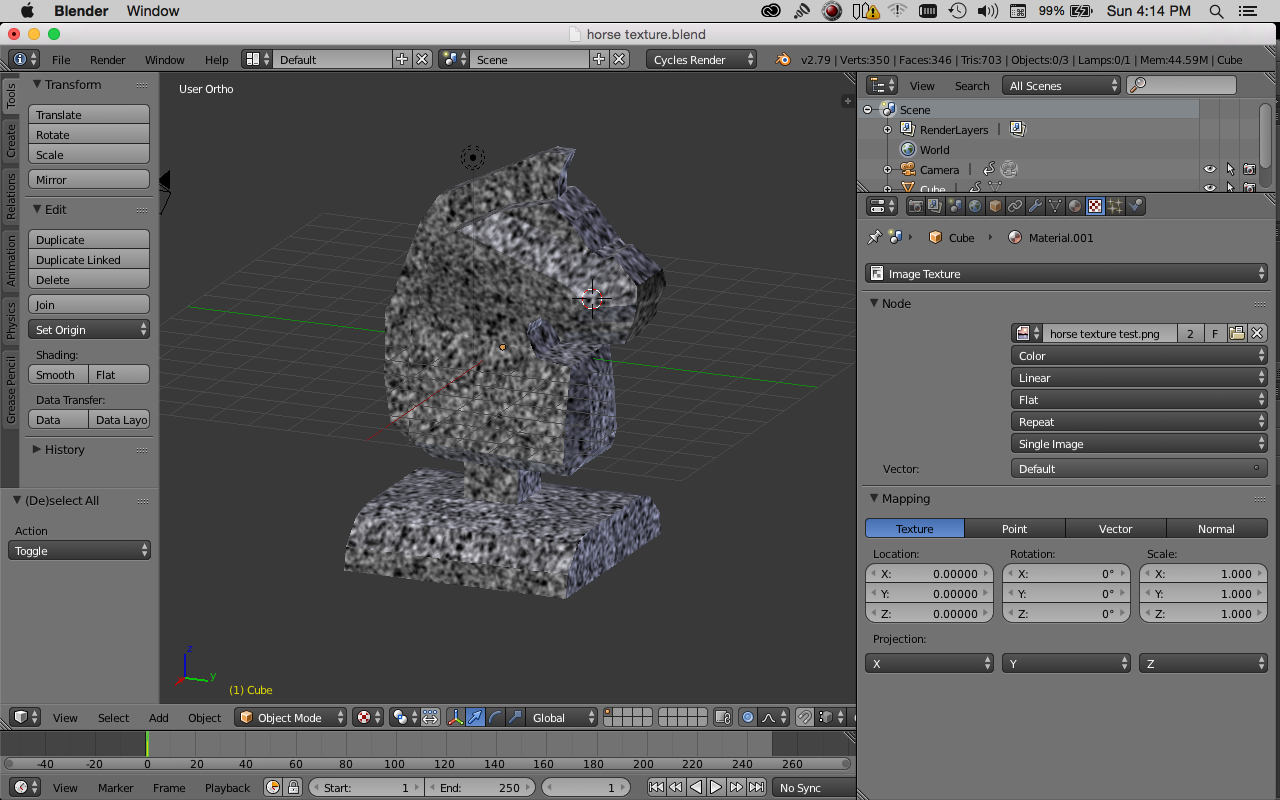 Blender Window 99% Sun 4:14 PM
horse texture.blend
File Render Window Help Default Scene Cycles Render v2.79 | Verts:350 | Faces:346 | Tris:703 | Objects:0/3 | Lamps:0/1 | Mem:44.59M | Cube
Tools
Create
Relations
Animation
Physics
Grease Pencil
Transform
Translate
Rotate
Scale
Mirror
Edit
Duplicate
Duplicate Linked
Delete
Join
Set Origin
Shading:
Smooth Flat
Data Transfer:
Data Data Layo
History
(De)select All
Action
Toggle
User Ortho
z
y
(1) Cube
View Search All Scenes
Scene
RenderLayers
World
Camera
Cube
Cube Material.001
Image Texture
Node
horse texture test.png 2 F
Color
Linear
Flat
Repeat
Single Image
Vector: Default
Mapping
Texture Point Vector Normal
Location: Rotation: Scale:
X: 0.00000 X: 0° X: 1.000
Y: 0.00000 Y: 0° Y: 1.000
Z: 0.00000 Z: 0° Z: 1.000
Projection:
X Y Z
View Select Add Object Object Mode Global
-40 -20 0 20 40 60 80 100 120 140 160 180 200 220 240 260
View Marker Frame Playback Start: 1 End: 250 1 No Sync